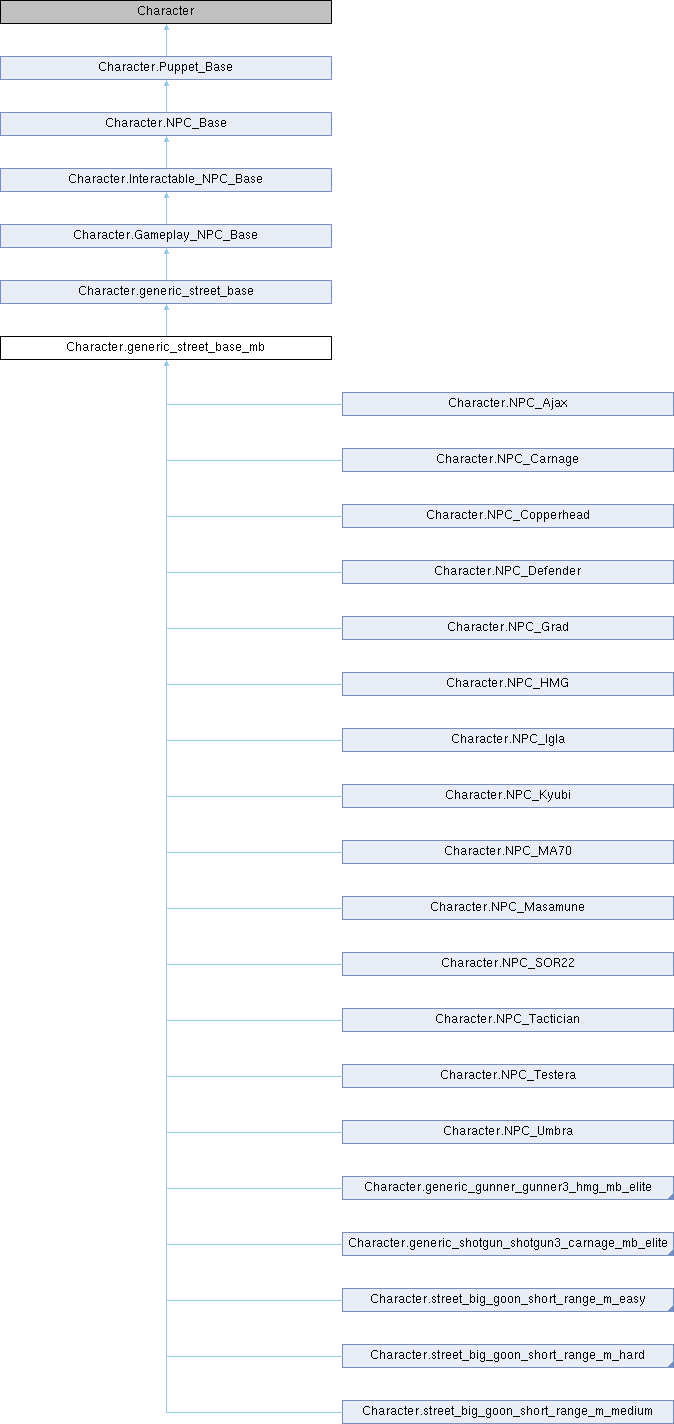 Character
Character.Puppet_Base
Character.NPC_Base
Character.Interactable_NPC_Base
Character.Gameplay_NPC_Base
Character.generic_street_base
Character.generic_street_base_mb
Character.NPC_Ajax
Character.NPC_Carnage
Character.NPC_Copperhead
Character.NPC_Defender
Character.NPC_Grad
Character.NPC_HMG
Character.NPC_Igla
Character.NPC_Kyubi
Character.NPC_MA70
Character.NPC_Masamune
Character.NPC_SOR22
Character.NPC_Tactician
Character.NPC_Testera
Character.NPC_Umbra
Character.generic_gunner_gunner3_hmg_mb_elite
Character.generic_shotgun_shotgun3_carnage_mb_elite
Character.street_big_goon_short_range_m_easy
Character.street_big_goon_short_range_m_hard
Character.street_big_goon_short_range_m_medium